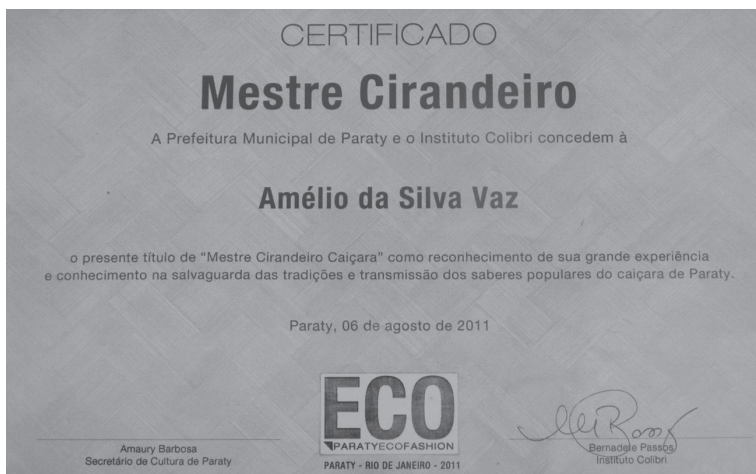 CERTIFICADO
Mestre Cirandeiro
A Prefeitura Municipal de Paraty e o Instituto Colibri concedem à
Amélio da Silva Vaz
o presente título de “Mestre Cirandeiro Caiçara” como reconhecimento de sua grande experiência
e conhecimento na salvaguarda das tradições e transmissão dos saberes populares do caiçara de Paraty.
Paraty, 06 de agosto de 2011
ECO
PARATYECOFASHION
PARATY - RIO DE JANEIRO - 2011
Amaury Barbosa
Secretário de Cultura de Paraty
Bernadete Passos
Instituto Colibri